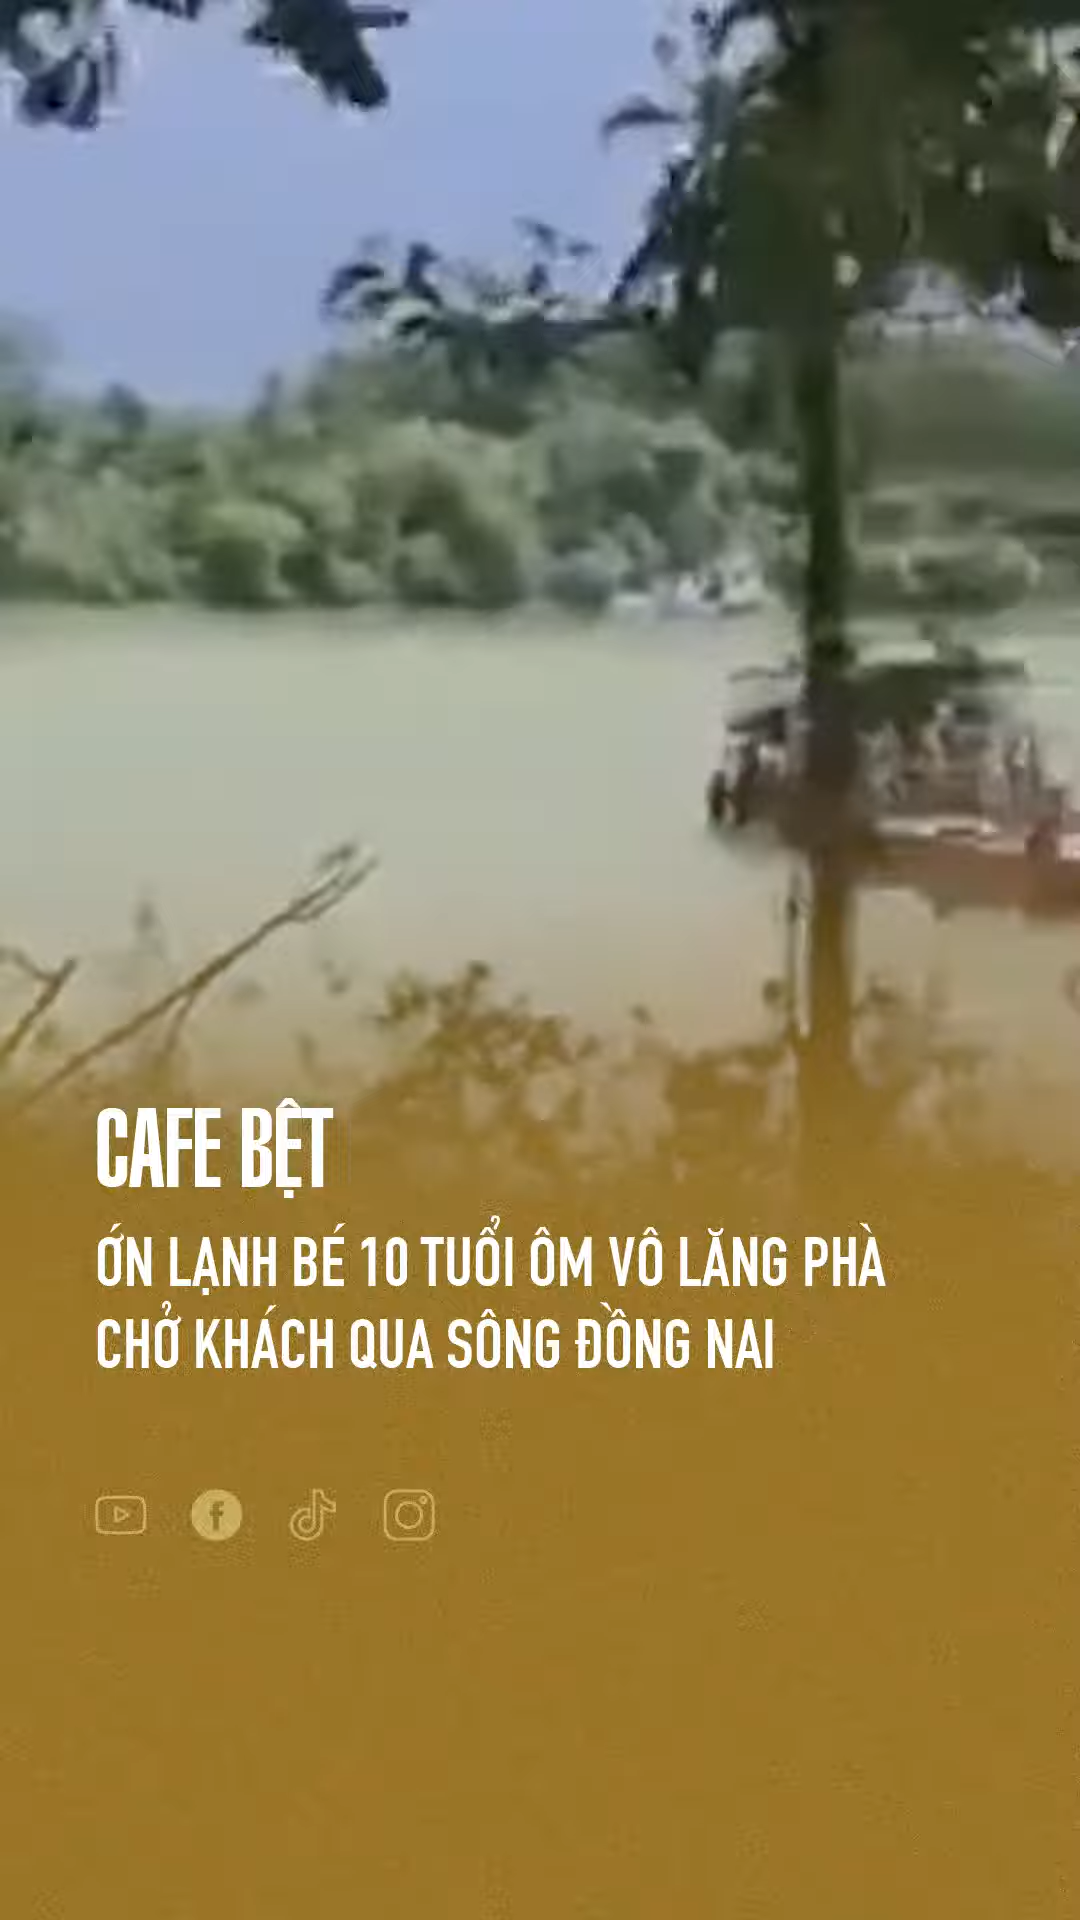 CAFE BỆT
ỚN LẠNH BÉ 10 TUỔI ÔM VÔ LĂNG PHÀ
CHỞ KHÁCH QUA SÔNG ĐỒNG NAI